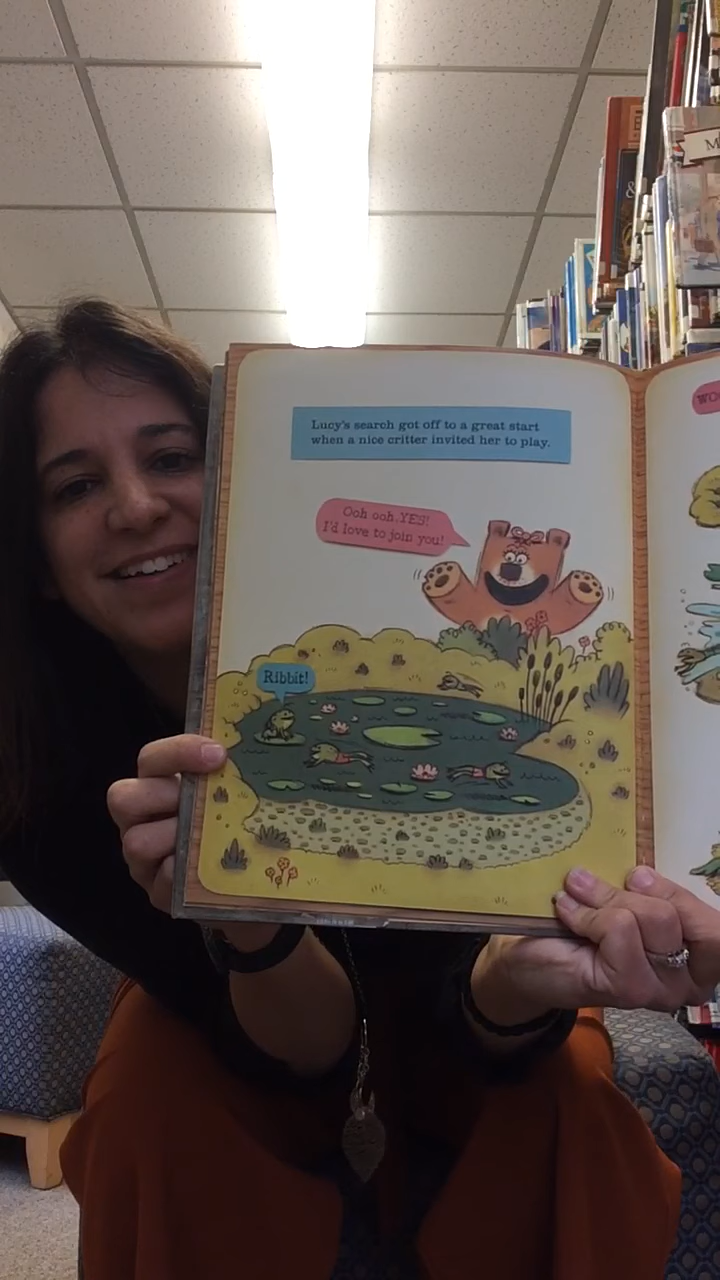 Lucy's search got off to a great start
when a nice critter invited her to play.
Ooh ooh, YES!
I'd love to join you!
Ribbit!